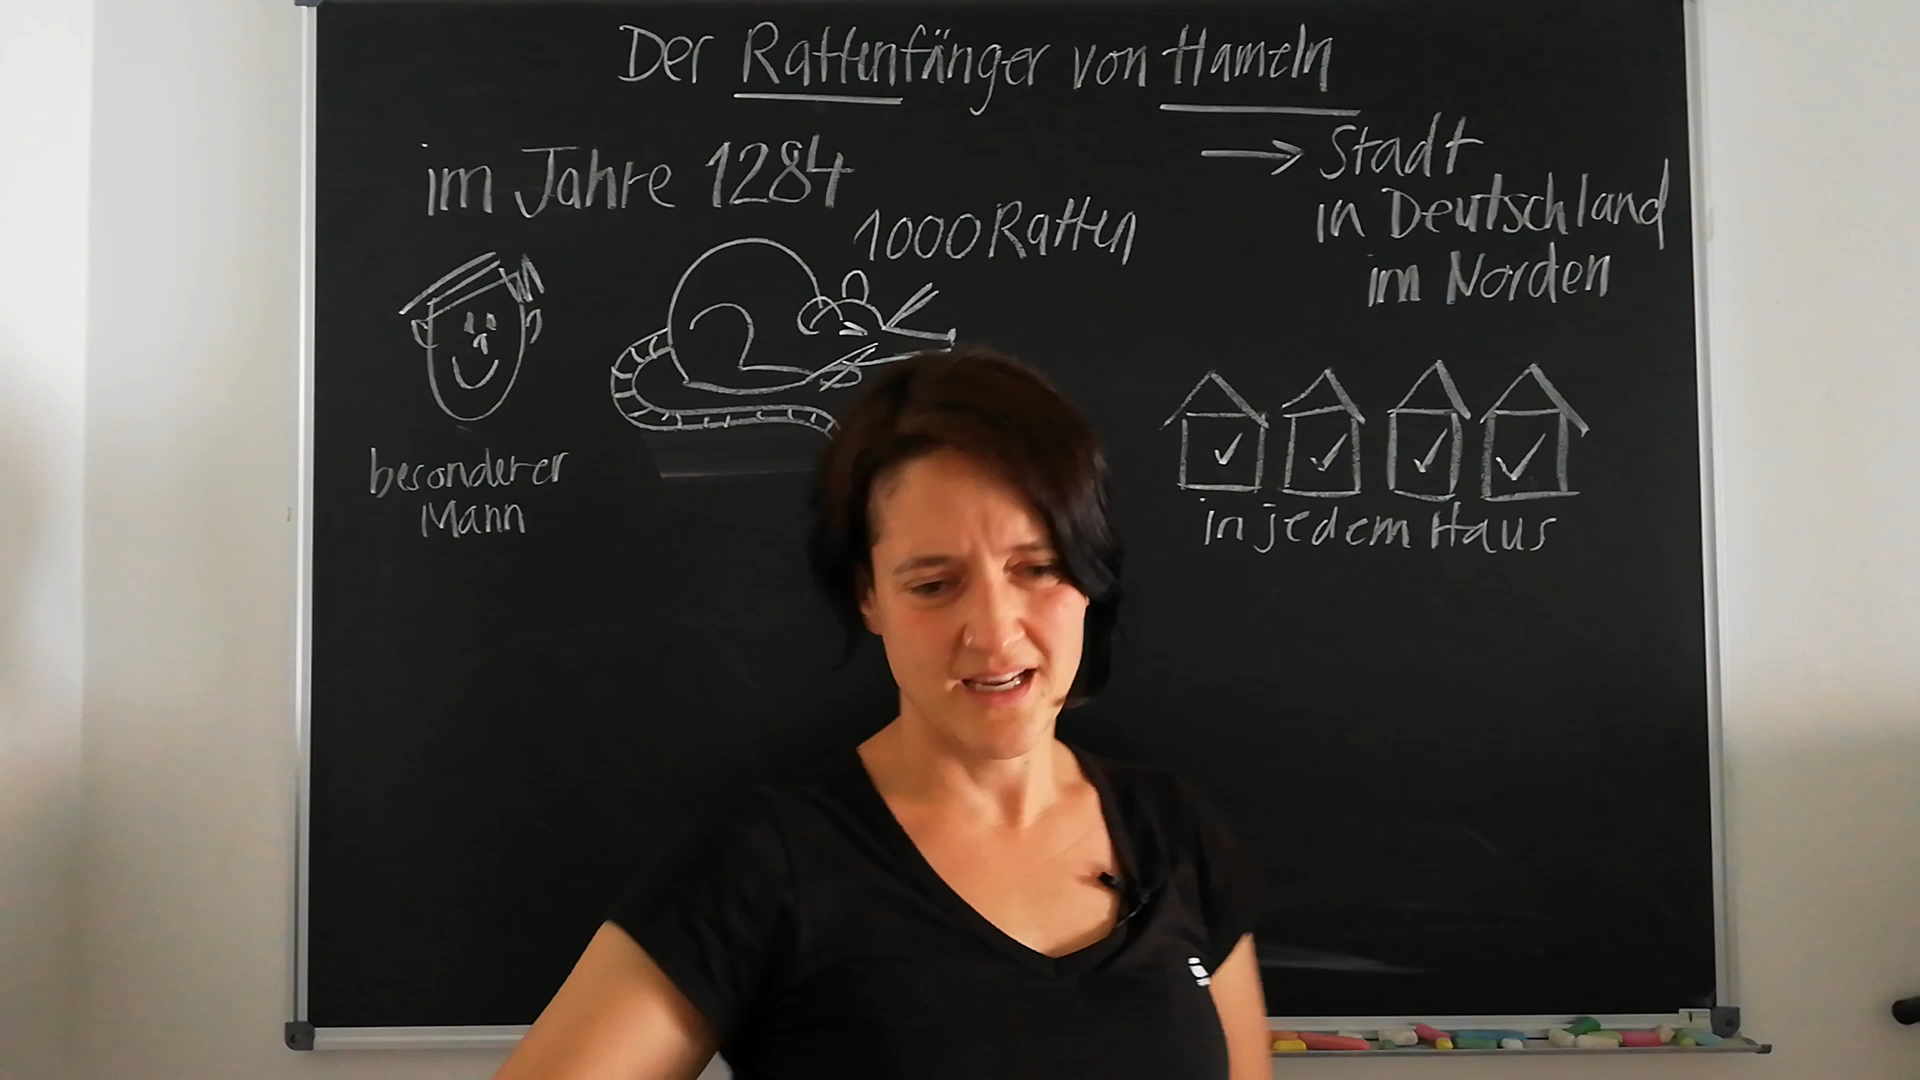 Der Rattenfänger von Hameln
im Jahre 1284
1000 Ratten
→ Stadt
in Deutschland
im Norden
besonderer
Mann
in jedem Haus